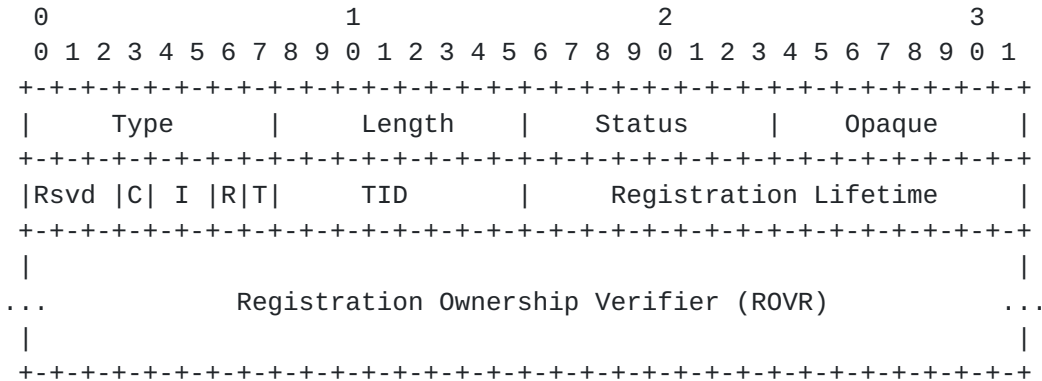 0                   1                   2                   3
 0 1 2 3 4 5 6 7 8 9 0 1 2 3 4 5 6 7 8 9 0 1 2 3 4 5 6 7 8 9 0 1
+-+-+-+-+-+-+-+-+-+-+-+-+-+-+-+-+-+-+-+-+-+-+-+-+-+-+-+-+-+-+-+-+
|     Type      |     Length    |    Status     |    Opaque     |
+-+-+-+-+-+-+-+-+-+-+-+-+-+-+-+-+-+-+-+-+-+-+-+-+-+-+-+-+-+-+-+-+
|Rsvd |C| I |R|T|     TID       |     Registration Lifetime     |
+-+-+-+-+-+-+-+-+-+-+-+-+-+-+-+-+-+-+-+-+-+-+-+-+-+-+-+-+-+-+-+-+
|                                                               |
...            Registration Ownership Verifier (ROVR)           ...
|                                                               |
+-+-+-+-+-+-+-+-+-+-+-+-+-+-+-+-+-+-+-+-+-+-+-+-+-+-+-+-+-+-+-+-+